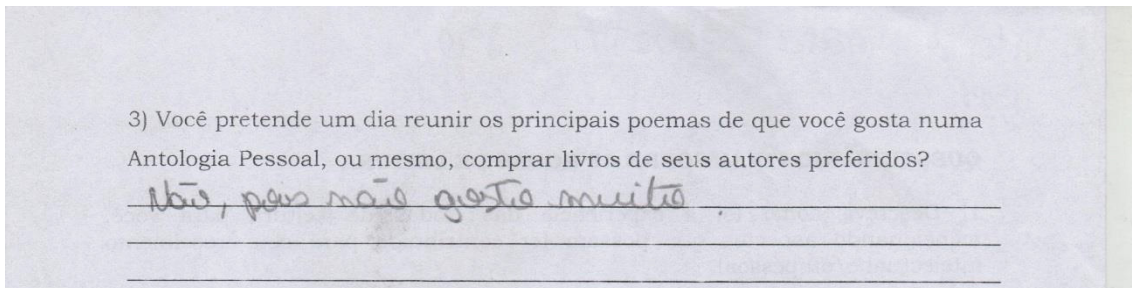 3) Você pretende um dia reunir os principais poemas de que você gosta numa
Antologia Pessoal, ou mesmo, comprar livros de seus autores preferidos?
Não, pois não gosto muito.